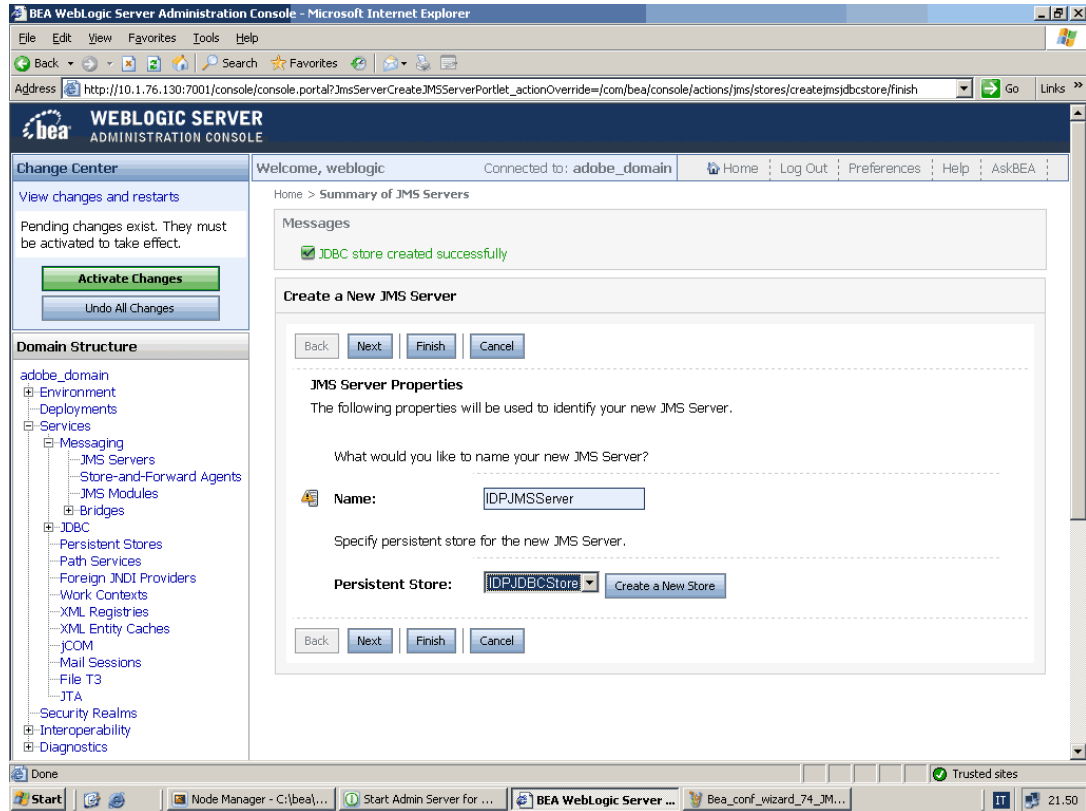 BEA WebLogic Server Administration Console - Microsoft Internet Explorer
File Edit View Favorites Tools Help
Back Search Favorites
Address http://10.1.76.130:7001/console/console.portal?JmsServerCreateJMSServerPortlet_actionOverride=/com/bea/console/actions/jms/stores/createjmsjdbcstore/finish Go Links »
bea WEBLOGIC SERVER
ADMINISTRATION CONSOLE
Change Center
View changes and restarts
Pending changes exist. They must
be activated to take effect.
Activate Changes
Undo All Changes
Domain Structure
adobe_domain
Environment
Deployments
Services
Messaging
JMS Servers
Store-and-Forward Agents
JMS Modules
Bridges
JDBC
Persistent Stores
Path Services
Foreign JNDI Providers
Work Contexts
XML Registries
XML Entity Caches
jCOM
Mail Sessions
File T3
JTA
Security Realms
Interoperability
Diagnostics
Welcome, weblogic Connected to: adobe_domain Home Log Out Preferences Help AskBEA
Home > Summary of JMS Servers
Messages
JDBC store created successfully
Create a New JMS Server
Back Next Finish Cancel
JMS Server Properties
The following properties will be used to identify your new JMS Server.
What would you like to name your new JMS Server?
Name: IDPJMSServer
Specify persistent store for the new JMS Server.
Persistent Store: IDPJDBCStore Create a New Store
Back Next Finish Cancel
Done Trusted sites
Start Node Manager - C:\bea\... Start Admin Server for ... BEA WebLogic Server ... Bea_conf_wizard_74_JM... IT 21.50